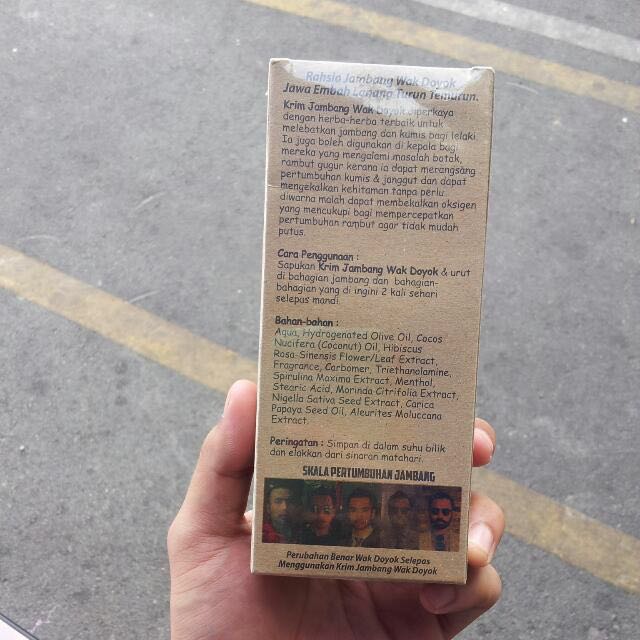 Rahsia Jambang Wak Doyok
Jawa Embah Lanang Turun Temurun.
Krim Jambang Wak Doyok diperkaya
dengan herba-herba terbaik untuk
melebatkan jambang dan kumis bagi lelaki.
Ia juga boleh digunakan di kepala bagi
mereka yang mengalami masalah botak,
rambut gugur kerana ia dapat merangsang
pertumbuhan kumis & janggut dan dapat
mengekalkan kehitaman tanpa perlu
diwarna malah dapat membekalkan oksigen
yang mencukupi bagi mempercepatkan
pertumbuhan rambut agar tidak mudah
putus.
Cara Penggunaan :
Sapukan Krim Jambang Wak Doyok & urut
di bahagian jambang dan bahagian-
bahagian yang di ingini 2 kali sehari
selepas mandi.
Bahan-bahan :
Aqua, Hydrogenated Olive Oil, Cocos
Nucifera (Coconut) Oil, Hibiscus
Rosa-Sinensis Flower/Leaf Extract,
Fragrance, Carbomer, Triethanolamine,
Spirulina Maxima Extract, Menthol,
Stearic Acid, Morinda Citrifolia Extract,
Nigella Sativa Seed Extract, Carica
Papaya Seed Oil, Aleurites Moluccana
Extract.
Peringatan : Simpan di dalam suhu bilik
dan elakkan dari sinaran matahari.
SKALA PERTUMBUHAN JAMBANG
Perubahan Benar Wak Doyok Selepas
Menggunakan Krim Jambang Wak Doyok